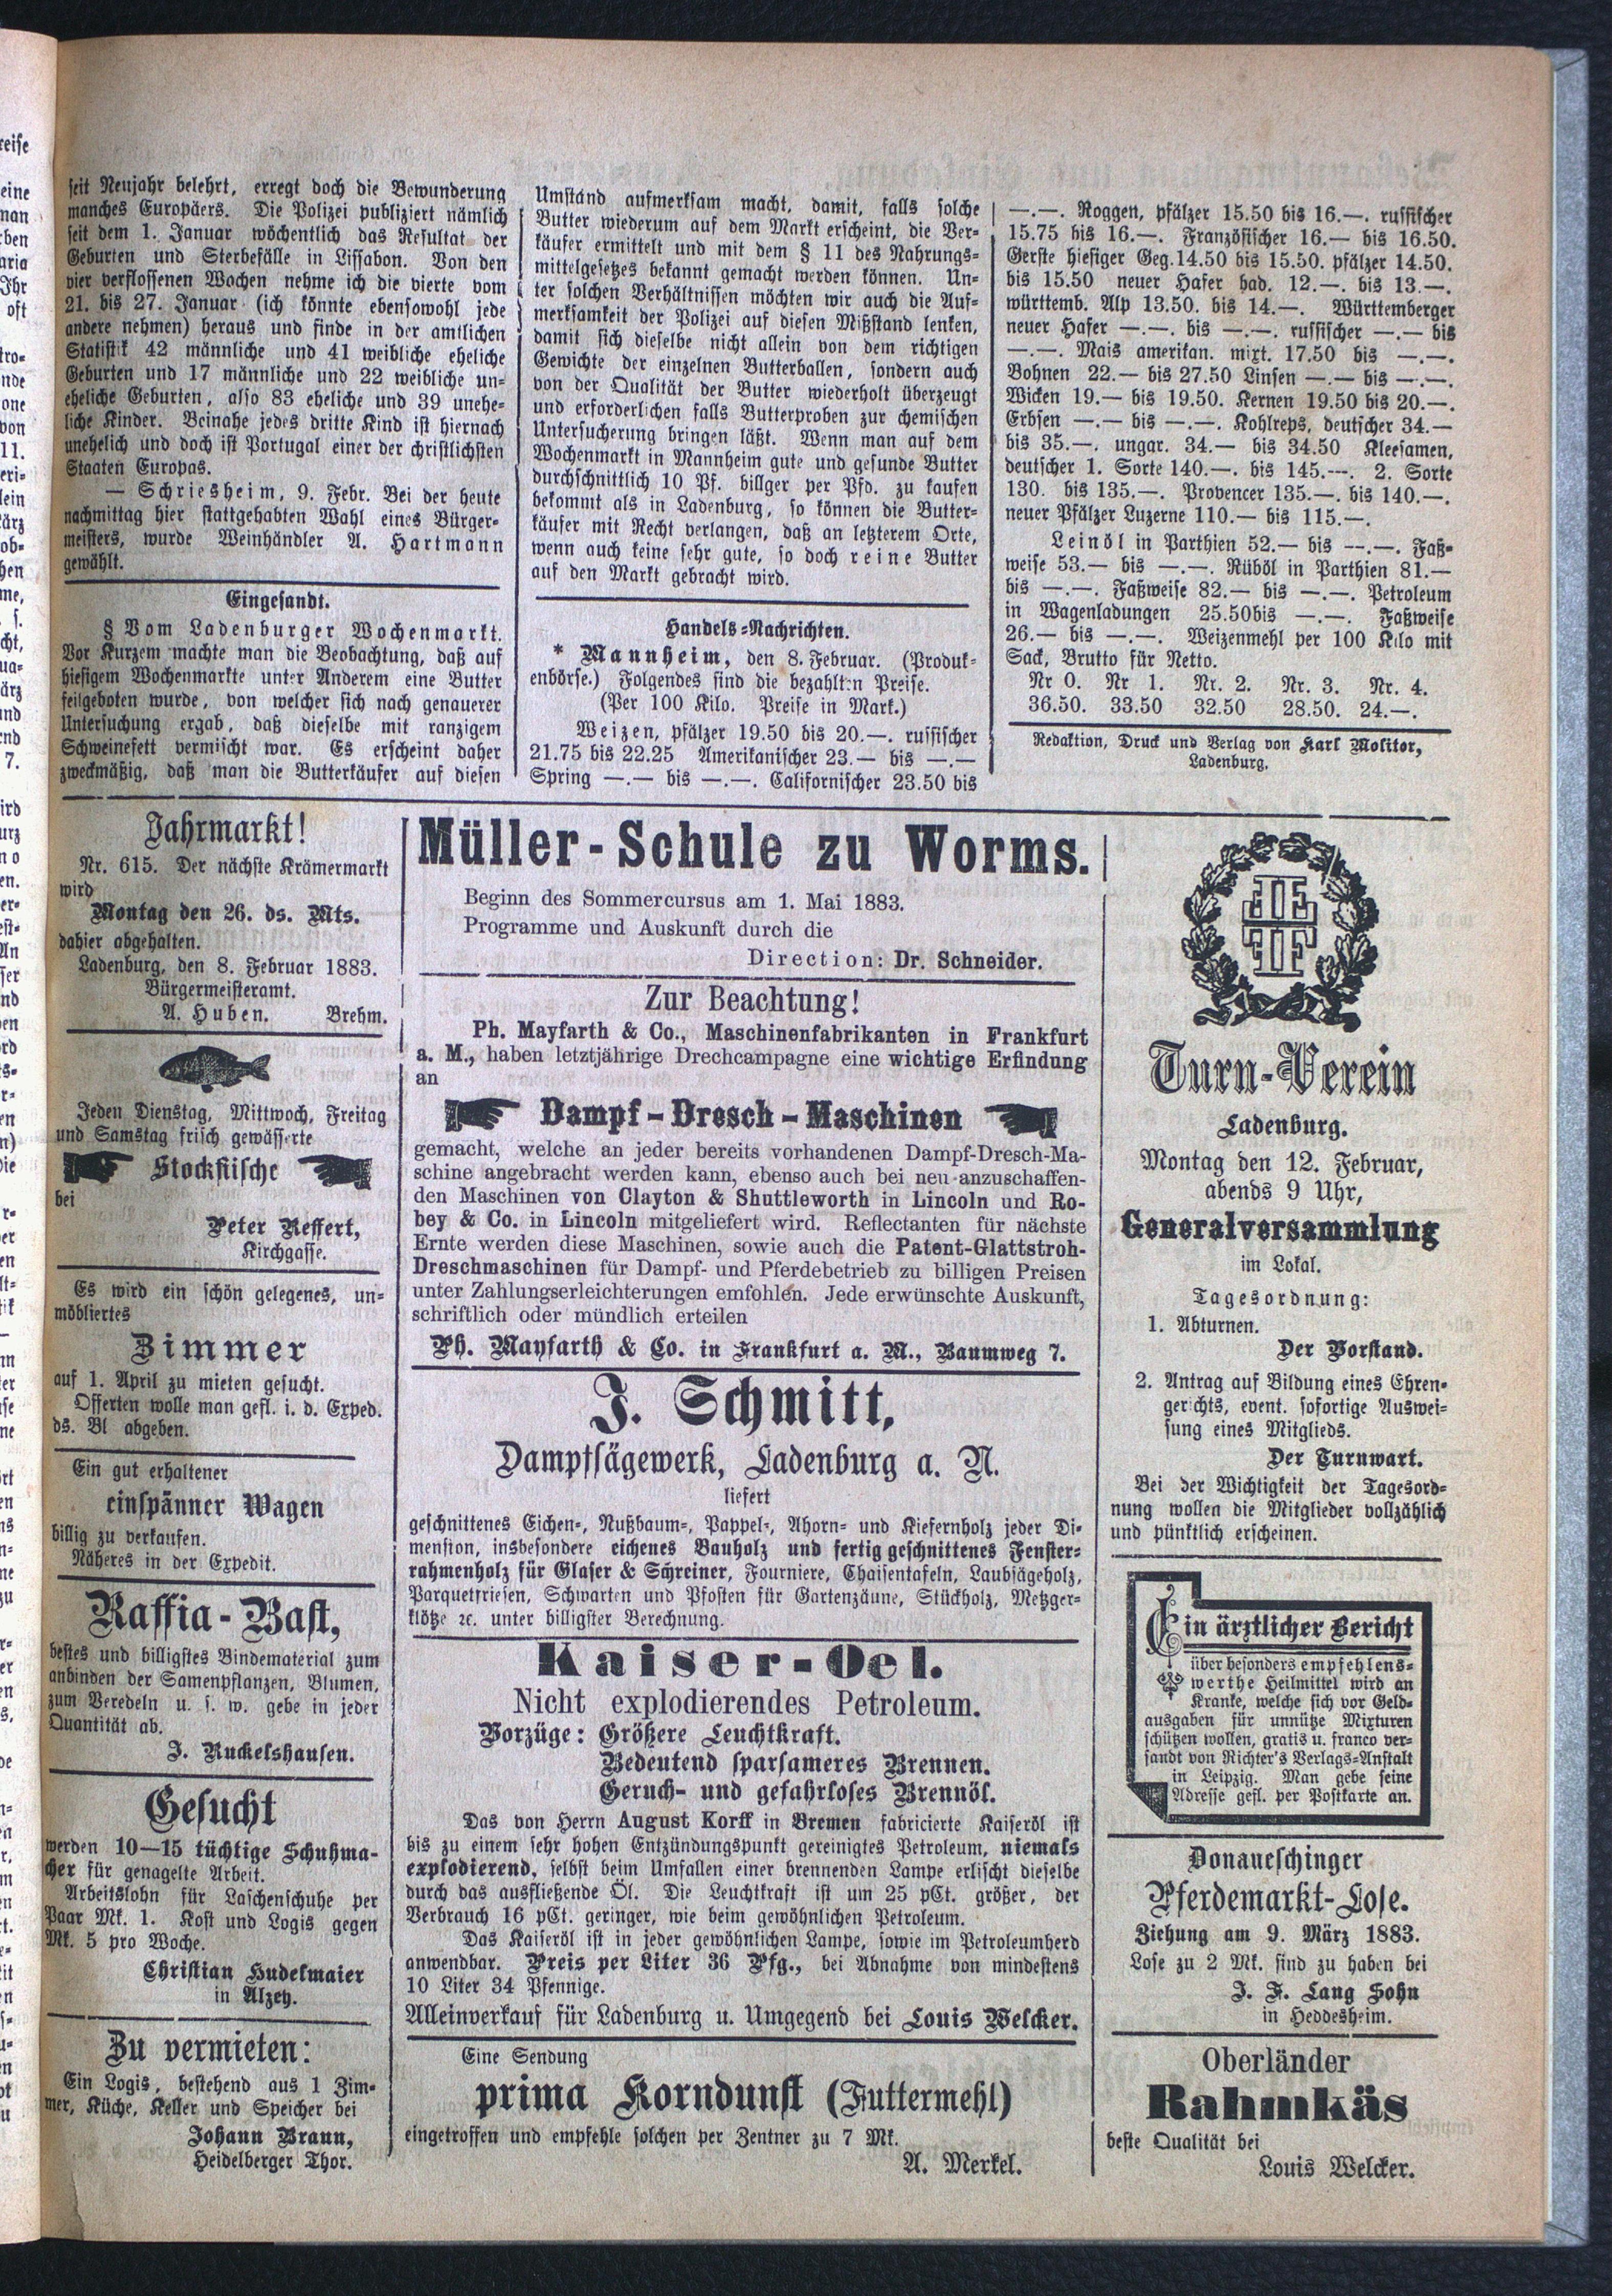 seit Neujahr belehrt, erregt doch die Bewunderung
manches Europäers. Die Polizei publiziert nämlich
seit dem 1. Januar wöchentlich das Resultat der
Geburten und Sterbefälle in Lissabon. Von den
vier verflossenen Wochen nehme ich die vierte vom
21. bis 27. Januar (ich könnte ebensowohl jede
andere nehmen) heraus und finde in der amtlichen
Statistik 42 männliche und 41 weibliche eheliche
Geburten und 17 männliche und 22 weibliche un-
eheliche Geburten, also 83 eheliche und 39 unehe-
liche Kinder. Beinahe jedes dritte Kind ist hiernach
unehelich und doch ist Portugal einer der christlichsten
Staaten Europas.
— Schriesheim, 9. Febr. Bei der heute
nachmittag hier stattgehabten Wahl eines Bürger-
meisters, wurde Weinhändler A. Hartmann
gewählt.
Eingesandt.
§ Vom Ladenburger Wochenmarkt.
Vor Kurzem machte man die Beobachtung, daß auf
hiesigem Wochenmarkte unter Anderem eine Butter
feilgeboten wurde, von welcher sich nach genauerer
Untersuchung ergab, daß dieselbe mit ranzigem
Schweinefett vermischt war. Es erscheint daher
zweckmäßig, daß man die Butterkäufer auf diesen
Umstand aufmerksam macht, damit, falls solche
Butter wiederum auf dem Markt erscheint, die Ver-
käufer ermittelt und mit dem § 11 des Nahrungs-
mittelgesetzes bekannt gemacht werden können. Un-
ter solchen Verhältnissen möchten wir auch die Auf-
merksamkeit der Polizei auf diesen Mißstand lenken,
damit sich dieselbe nicht allein von dem richtigen
Gewichte der einzelnen Butterballen, sondern auch
von der Qualität der Butter wiederholt überzeugt
und erforderlichen falls Butterproben zur chemischen
Untersucherung bringen läßt. Wenn man auf dem
Wochenmarkt in Mannheim gute und gesunde Butter
durchschnittlich 10 Pf. billger per Pfd. zu kaufen
bekommt als in Ladenburg, so können die Butter-
käufer mit Recht verlangen, daß an letzterem Orte,
wenn auch keine sehr gute, so doch reine Butter
auf den Markt gebracht wird.
Handels-Nachrichten.
* Mannheim, den 8. Februar. (Produk-
enbörse.) Folgendes sind die bezahlten Preise.
(Per 100 Kilo. Preise in Mark.)
Weizen, pfälzer 19.50 bis 20.—. russischer
21.75 bis 22.25 Amerikanischer 23.— bis —.—
Spring —.— bis —.—. Californischer 23.50 bis
—.—. Roggen, pfälzer 15.50 bis 16.—. russischer
15.75 bis 16.—. Französischer 16.— bis 16.50.
Gerste hiesiger Geg.14.50 bis 15.50. pfälzer 14.50.
bis 15.50 neuer Hafer bad. 12.—. bis 13.—.
württemb. Alp 13.50. bis 14.—. Württemberger
neuer Hafer —.—. bis —.—. russischer —.— bis
—.—. Mais amerikan. mixt. 17.50 bis —.—.
Bohnen 22.— bis 27.50 Linsen —.— bis —.—.
Wicken 19.— bis 19.50. Kernen 19.50 bis 20.—.
Erbsen —.— bis —.—. Kohlreps, deutscher 34.—
bis 35.—. ungar. 34.— bis 34.50 Kleesamen,
deutscher 1. Sorte 140.—. bis 145.--. 2. Sorte
130. bis 135.—. Provencer 135.—. bis 140.—.
neuer Pfälzer Luzerne 110.— bis 115.—.
Leinöl in Parthien 52.— bis —.—. Faß-
weise 53.— bis —.—. Rüböl in Parthien 81.—
bis —.—. Faßweise 82.— bis —.—. Petroleum
in Wagenladungen 25.50bis —.—. Faßweise
26.— bis —.—. Weizenmehl per 100 Kilo mit
Sack, Brutto für Netto.
Nr 0. Nr 1. Nr. 2. Nr. 3. Nr. 4.
36.50. 33.50 32.50 28.50. 24.—.
Redaktion, Druck und Verlag von Karl Molitor,
Ladenburg.
Jahrmarkt!
Nr. 615. Der nächste Krämermarkt
wird
Montag den 26. ds. Mts.
dahier abgehalten.
Ladenburg, den 8. Februar 1883.
Bürgermeisteramt.
A. Huben. Brehm.
Jeden Dienstag, Mittwoch, Freitag
und Samstag frisch gewässerte
Stockfische
bei
Peter Reffert,
Kirchgasse.
Es wird ein schön gelegenes, un-
möbliertes
Zimmer
auf 1. April zu mieten gesucht.
Offerten wolle man gefl. i. d. Exped.
ds. Bl abgeben.
Ein gut erhaltener
einspänner Wagen
billig zu verkaufen.
Näheres in der Expedit.
Raffia-Bast,
bestes und billigstes Bindematerial zum
anbinden der Samenpflanzen, Blumen,
zum Veredeln u. s. w. gebe in jeder
Quantität ab.
J. Ruckelshausen.
Gesucht
werden 10—15 tüchtige Schuhma-
cher für genagelte Arbeit.
Arbeitslohn für Laschenschuhe per
Paar Mk. 1. Kost und Logis gegen
Mk. 5 pro Woche.
Christian Hudelmaier
in Alzey.
Zu vermieten:
Ein Logis, bestehend aus 1 Zim-
mer, Küche, Keller und Speicher bei
Johann Braun,
Heidelberger Thor.
Müller-Schule zu Worms.
Beginn des Sommercursus am 1. Mai 1883.
Programme und Auskunft durch die
Direction: Dr. Schneider.
Zur Beachtung!
Ph. Mayfarth & Co., Maschinenfabrikanten in Frankfurt
a. M., haben letztjährige Drechcampagne eine wichtige Erfindung
an
Dampf-Dresch-Maschinen
gemacht, welche an jeder bereits vorhandenen Dampf-Dresch-Ma-
schine angebracht werden kann, ebenso auch bei neu anzuschaffen-
den Maschinen von Clayton & Shuttleworth in Lincoln und Ro-
bey & Co. in Lincoln mitgeliefert wird. Reflectanten für nächste
Ernte werden diese Maschinen, sowie auch die Patent-Glattstroh-
Dreschmaschinen für Dampf- und Pferdebetrieb zu billigen Preisen
unter Zahlungserleichterungen emfohlen. Jede erwünschte Auskunft,
schriftlich oder mündlich erteilen
Ph. Mayfarth & Co. in Frankfurt a. M., Baumweg 7.
J. Schmitt,
Dampfsägewerk, Ladenburg a. N.
liefert
geschnittenes Eichen-, Nußbaum-, Pappel-, Ahorn- und Kiefernholz jeder Di-
mension, insbesondere eichenes Bauholz und fertig geschnittenes Fenster-
rahmenholz für Glaser & Schreiner, Fourniere, Chaisentafeln, Laubsägeholz,
Parquetfriesen, Schwarten und Pfosten für Gartenzäune, Stückholz, Metzger-
klötze ꝛc. unter billigster Berechnung.
Kaiser-Oel.
Nicht explodierendes Petroleum.
Vorzüge: Größere Leuchtkraft.
Bedeutend sparsameres Brennen.
Geruch- und gefahrloses Brennöl.
Das von Herrn August Korff in Bremen fabricierte Kaiseröl ist
bis zu einem sehr hohen Entzündungspunkt gereinigtes Petroleum, niemals
explodierend, selbst beim Umfallen einer brennenden Lampe erlischt dieselbe
durch das ausfließende Öl. Die Leuchtkraft ist um 25 pCt. größer, der
Verbrauch 16 pCt. geringer, wie beim gewöhnlichen Petroleum.
Das Kaiseröl ist in jeder gewöhnlichen Lampe, sowie im Petroleumherd
anwendbar. Preis per Liter 36 Pfg., bei Abnahme von mindestens
10 Liter 34 Pfennige.
Alleinverkauf für Ladenburg u. Umgegend bei Louis Welcker.
Eine Sendung
prima Korndunst (Futtermehl)
eingetroffen und empfehle solchen per Zentner zu 7 Mk.
A. Merkel.
Turn-Verein
Ladenburg.
Montag den 12. Februar,
abends 9 Uhr,
Generalversammlung
im Lokal.
Tagesordnung:
1. Abturnen.
Der Vorstand.
2. Antrag auf Bildung eines Ehren-
gerichts, event. sofortige Auswei-
sung eines Mitglieds.
Der Turnwart.
Bei der Wichtigkeit der Tagesord-
nung wollen die Mitglieder vollzählich
und pünktlich erscheinen.
Ein ärztlicher Bericht
über besonders empfehlens-
werthe Heilmittel wird an
Kranke, welche sich vor Geld-
ausgaben für unnütze Mixturen
schützen wollen, gratis u. franco ver-
sandt von Richter's Verlags-Anstalt
in Leipzig. Man gebe seine
Adresse gefl. per Postkarte an.
Donaueschinger
Pferdemarkt-Lose.
Ziehung am 9. März 1883.
Lose zu 2 Mk. sind zu haben bei
J. F. Lang Sohn
in Heddesheim.
Oberländer
Rahmkäs
beste Qualität bei
Louis Welcker.